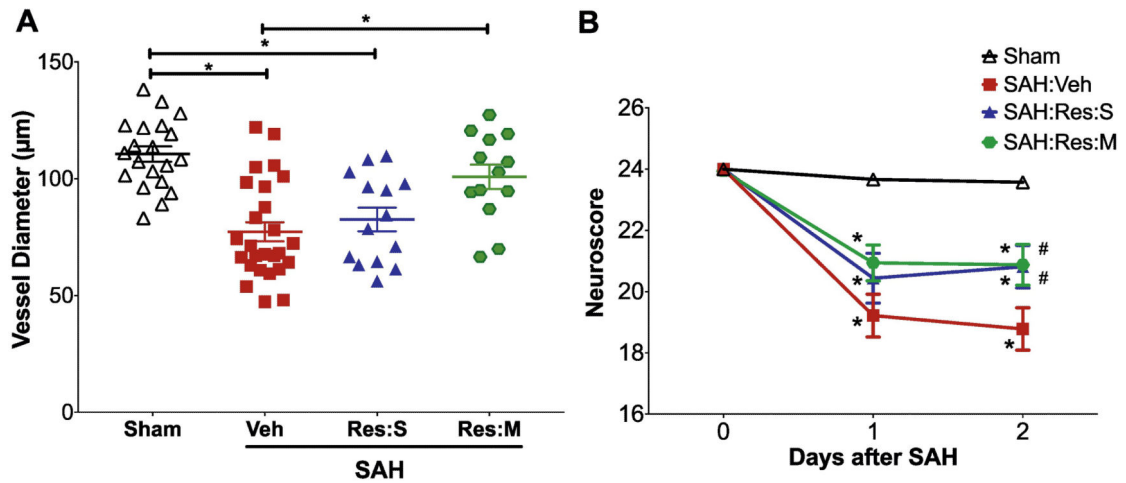 A
*
*
*
Vessel Diameter (µm)
150
100
50
0
Sham
Veh
Res:S
Res:M
SAH
B
Sham
SAH:Veh
SAH:Res:S
SAH:Res:M
Neuroscore
26
24
22
20
18
16
*
*
*
*
#
*
#
*
0
1
2
Days after SAH